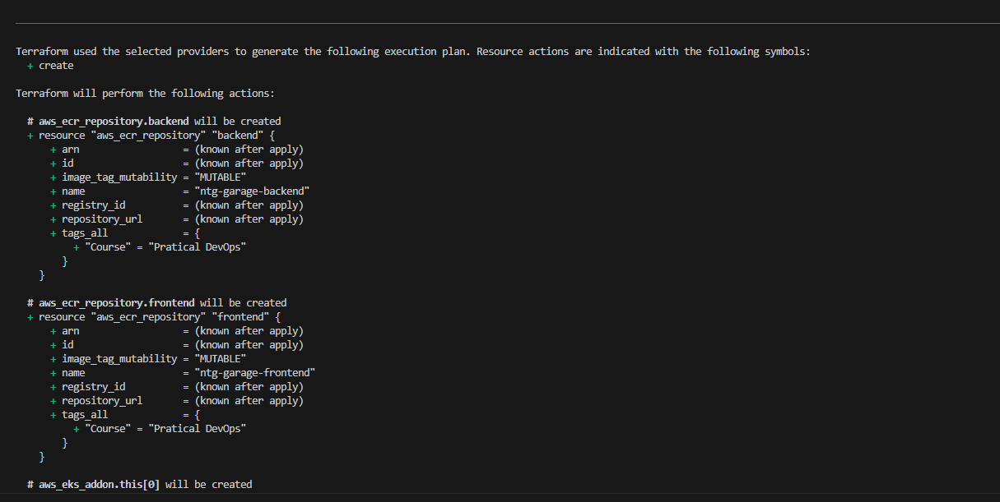 Terraform used the selected providers to generate the following execution plan. Resource actions are indicated with the following symbols:
  + create

Terraform will perform the following actions:

  # aws_ecr_repository.backend will be created
  + resource "aws_ecr_repository" "backend" {
      + arn                  = (known after apply)
      + id                   = (known after apply)
      + image_tag_mutability = "MUTABLE"
      + name                 = "ntg-garage-backend"
      + registry_id          = (known after apply)
      + repository_url       = (known after apply)
      + tags_all             = {
          + "Course" = "Pratical DevOps"
        }
    }

  # aws_ecr_repository.frontend will be created
  + resource "aws_ecr_repository" "frontend" {
      + arn                  = (known after apply)
      + id                   = (known after apply)
      + image_tag_mutability = "MUTABLE"
      + name                 = "ntg-garage-frontend"
      + registry_id          = (known after apply)
      + repository_url       = (known after apply)
      + tags_all             = {
          + "Course" = "Pratical DevOps"
        }
    }

  # aws_eks_addon.this[0] will be created